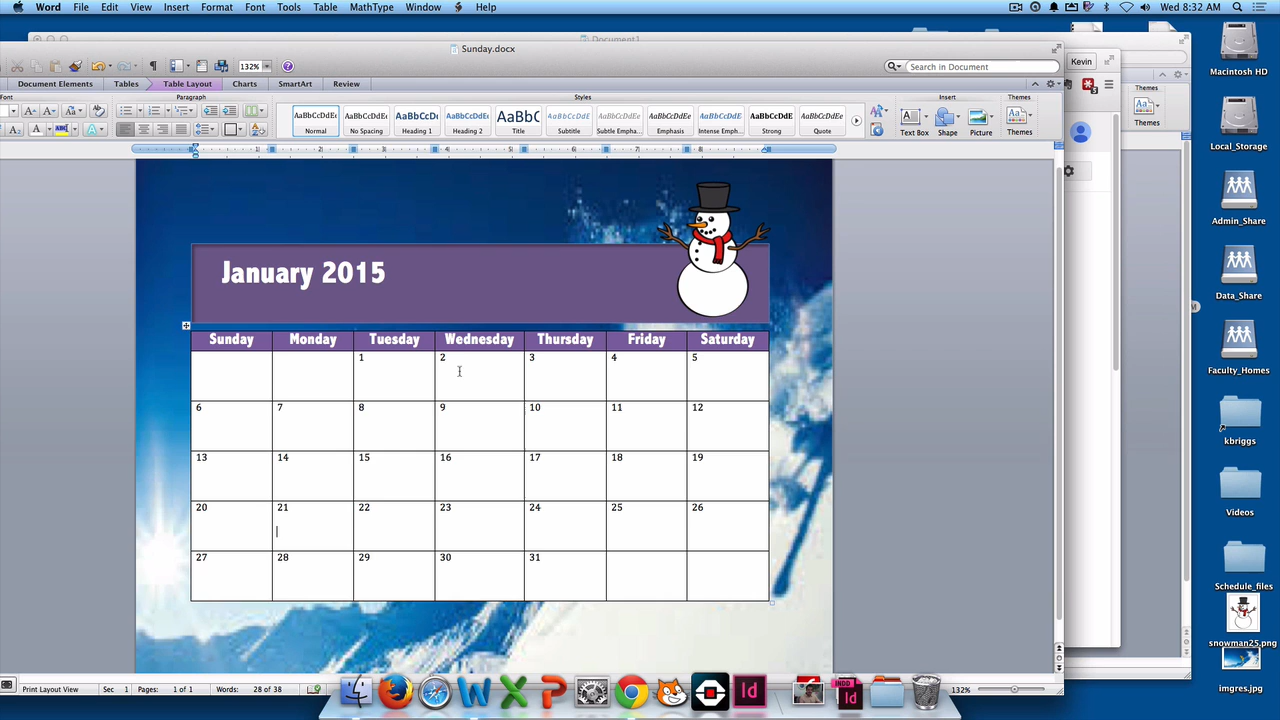 Word File Edit View Insert Format Font Tools Table MathType Window Help Wed 8:32 AM
Document1
Sunday.docx
132% Search in Document
Kevin
Document Elements Tables Table Layout Charts SmartArt Review
Font Paragraph Styles Insert Themes
AaBbCcDdEe AaBbCcDdEe AaBbCcDc AaBbCcDc AaBbC AaBbCcDdEe AaBbCcDdEe AaBbCcDdEe AaBbCcDdEe AaBbCcDdE AaBbCcDdEe
Normal No Spacing Heading 1 Heading 2 Title Subtitle Subtle Empha... Emphasis Intense Emph... Strong Quote
Text Box Shape Picture Themes
Themes
Themes
January 2015
Sunday Monday Tuesday Wednesday Thursday Friday Saturday
1 2 3 4 5
6 7 8 9 10 11 12
13 14 15 16 17 18 19
20 21 22 23 24 25 26
27 28 29 30 31
Macintosh HD
Local_Storage
Admin_Share
Data_Share
Faculty_Homes
kbriggs
Videos
Schedule_files
snowman25.png
imgres.jpg
Print Layout View Sec 1 Pages: 1 of 1 Words: 28 of 38 132%
Id
INDD
Id